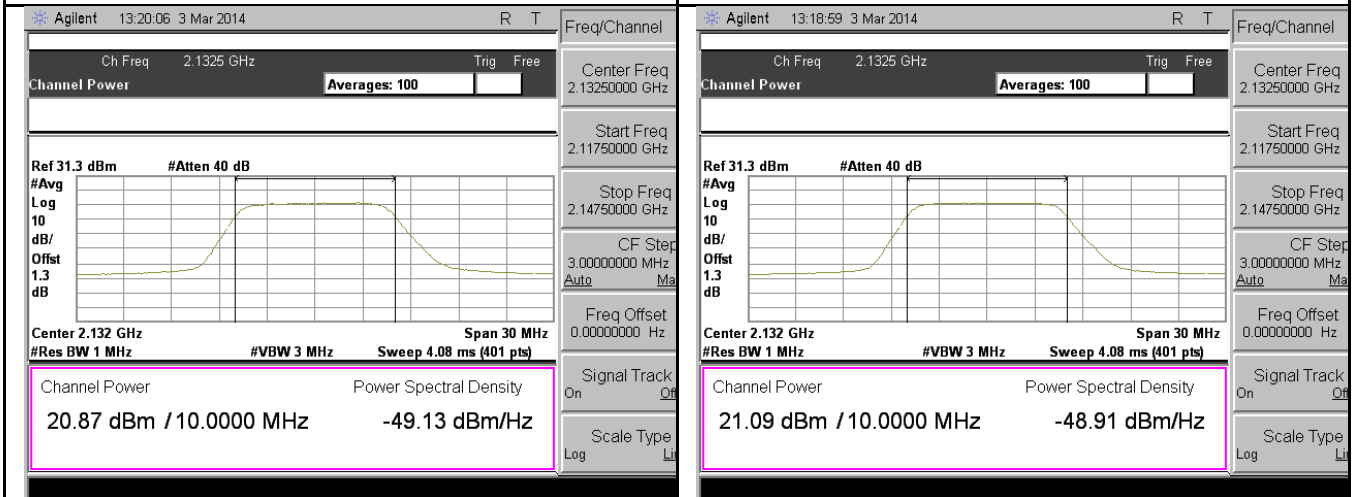 Agilent 13:20:06 3 Mar 2014 R T
Freq/Channel
Ch Freq 2.1325 GHz Trig Free
Channel Power Averages: 100
Center Freq
2.13250000 GHz
Start Freq
2.11750000 GHz
Ref 31.3 dBm #Atten 40 dB
#Avg
Log
10
dB/
Offst
1.3
dB
Stop Freq
2.14750000 GHz
CF Step
3.00000000 MHz
Auto Ma
Freq Offset
0.00000000 Hz
Center 2.132 GHz Span 30 MHz
#Res BW 1 MHz #VBW 3 MHz Sweep 4.08 ms (401 pts)
Signal Track
On Off
Channel Power Power Spectral Density
20.87 dBm / 10.0000 MHz -49.13 dBm/Hz
Scale Type
Log Li
Agilent 13:18:59 3 Mar 2014 R T
Freq/Channel
Ch Freq 2.1325 GHz Trig Free
Channel Power Averages: 100
Center Freq
2.13250000 GHz
Start Freq
2.11750000 GHz
Ref 31.3 dBm #Atten 40 dB
#Avg
Log
10
dB/
Offst
1.3
dB
Stop Freq
2.14750000 GHz
CF Step
3.00000000 MHz
Auto Ma
Freq Offset
0.00000000 Hz
Center 2.132 GHz Span 30 MHz
#Res BW 1 MHz #VBW 3 MHz Sweep 4.08 ms (401 pts)
Signal Track
On Off
Channel Power Power Spectral Density
21.09 dBm / 10.0000 MHz -48.91 dBm/Hz
Scale Type
Log Li